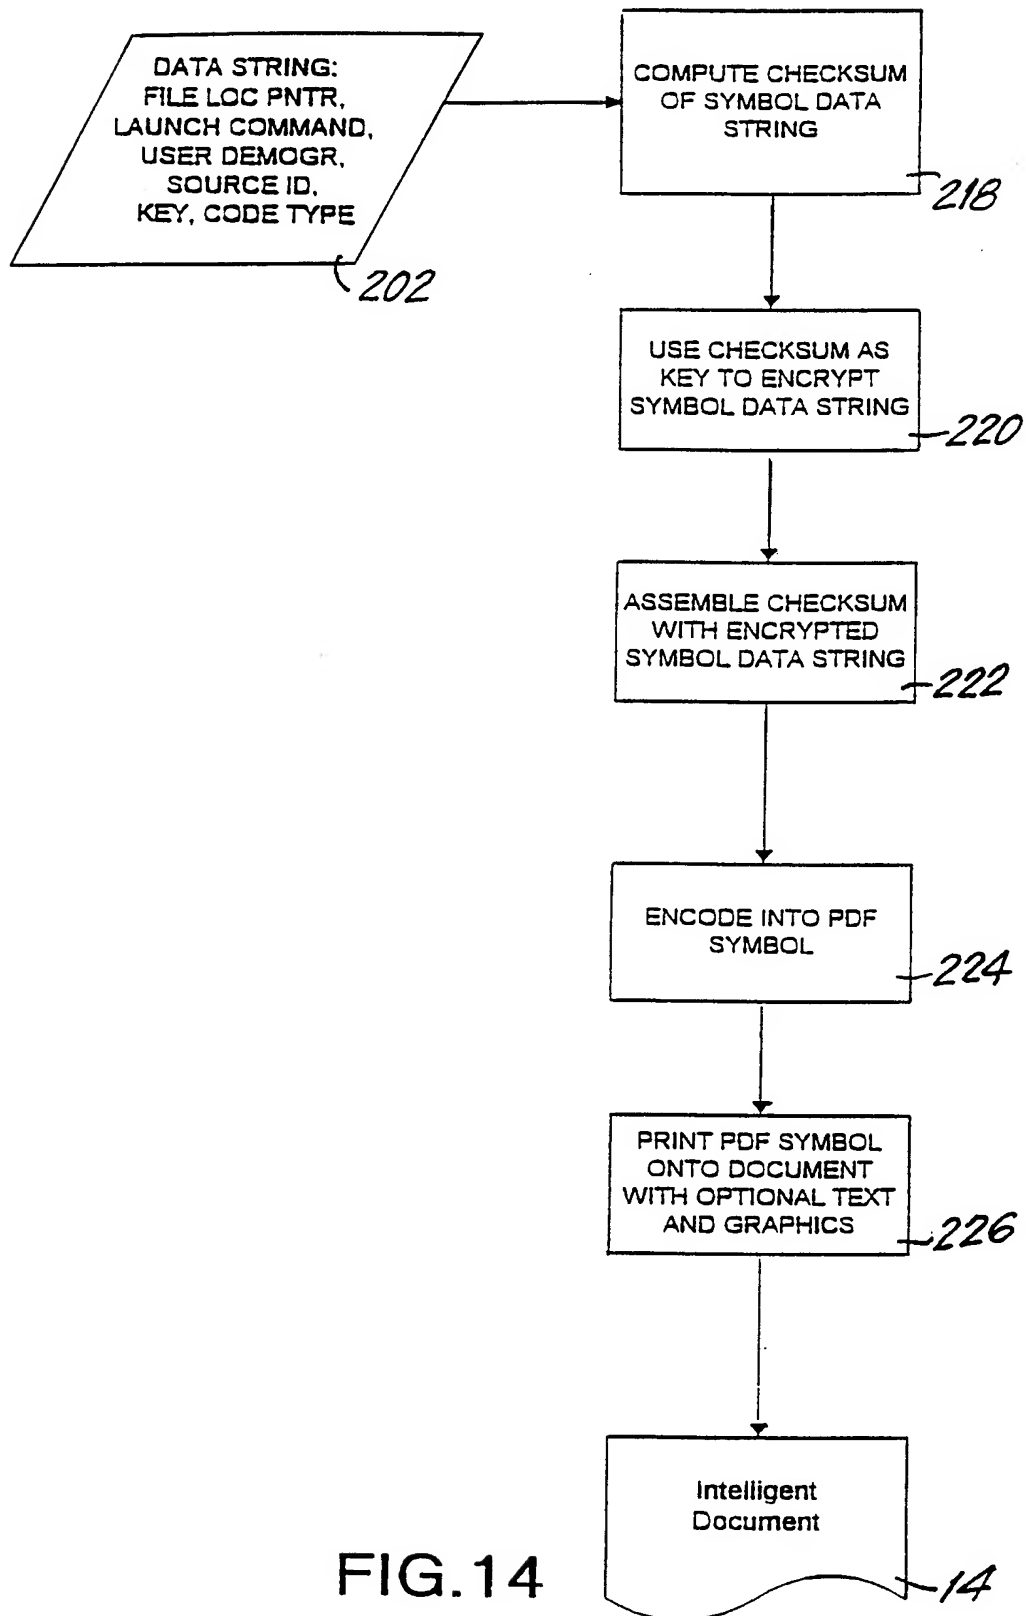 DATA STRING:
FILE LOC PNTR,
LAUNCH COMMAND,
USER DEMOGR,
SOURCE ID,
KEY, CODE TYPE
202
COMPUTE CHECKSUM
OF SYMBOL DATA
STRING
218
USE CHECKSUM AS
KEY TO ENCRYPT
SYMBOL DATA STRING
220
ASSEMBLE CHECKSUM
WITH ENCRYPTED
SYMBOL DATA STRING
222
ENCODE INTO PDF
SYMBOL
224
PRINT PDF SYMBOL
ONTO DOCUMENT
WITH OPTIONAL TEXT
AND GRAPHICS
226
Intelligent
Document
14
FIG.14